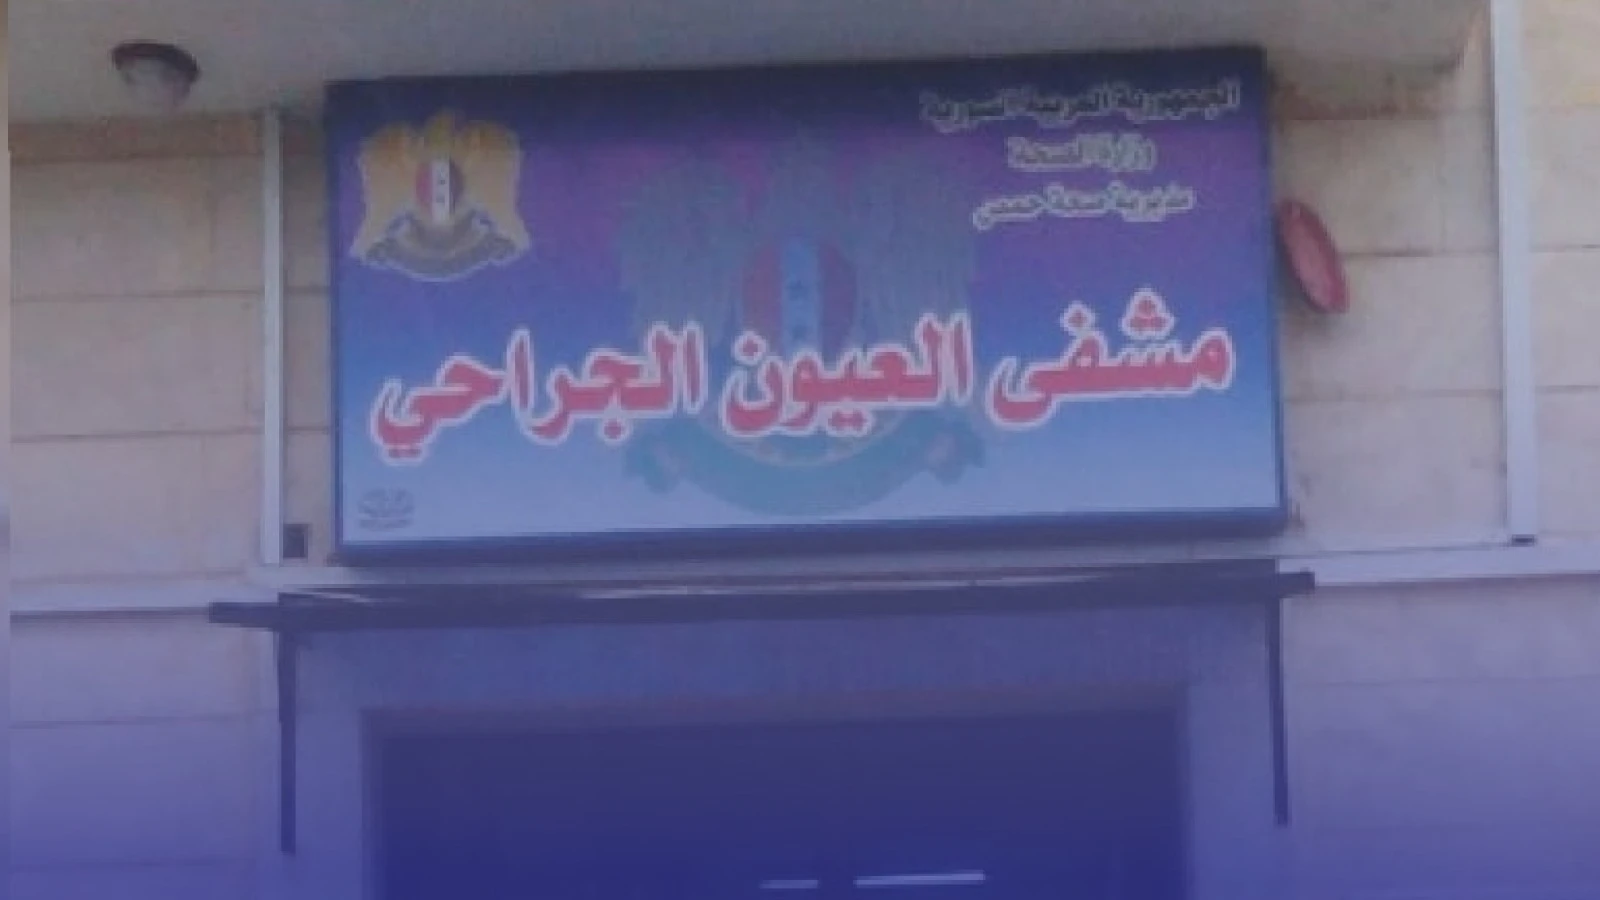 الجمهورية العربية السورية
وزارة الصحة
مديرية صحة حمص
مشفى العيون الجراحي